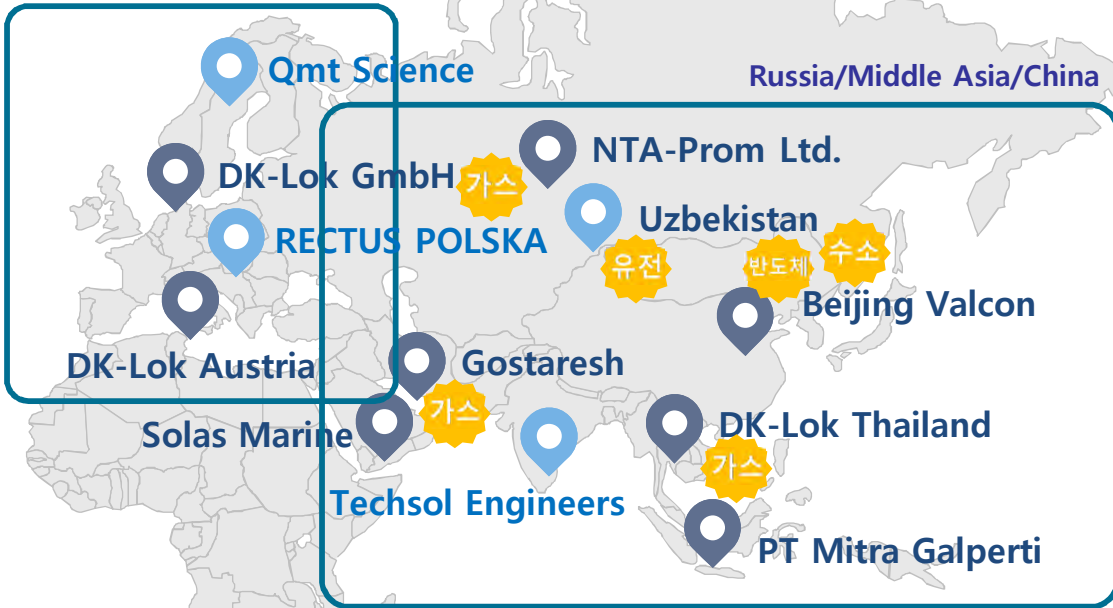 Qmt Science
Russia/Middle Asia/China
NTA-Prom Ltd.
DK-Lok GmbH
가스
Uzbekistan
RECTUS POLSKA
유전
반도체
수소
Beijing Valcon
DK-Lok Austria
Gostaresh
가스
Solas Marine
DK-Lok Thailand
가스
Techsol Engineers
PT Mitra Galperti